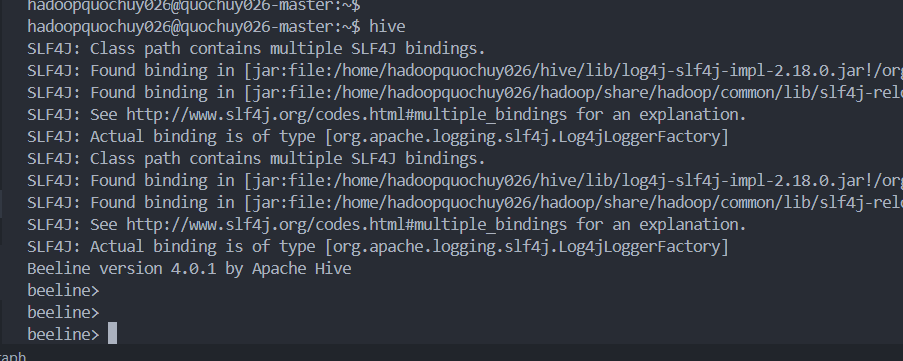 hadoopquochuy026@quochuy026-master:~$
hadoopquochuy026@quochuy026-master:~$ hive
SLF4J: Class path contains multiple SLF4J bindings.
SLF4J: Found binding in [jar:file:/home/hadoopquochuy026/hive/lib/log4j-slf4j-impl-2.18.0.jar!/org
SLF4J: Found binding in [jar:file:/home/hadoopquochuy026/hadoop/share/hadoop/common/lib/slf4j-relo
SLF4J: See http://www.slf4j.org/codes.html#multiple_bindings for an explanation.
SLF4J: Actual binding is of type [org.apache.logging.slf4j.Log4jLoggerFactory]
SLF4J: Class path contains multiple SLF4J bindings.
SLF4J: Found binding in [jar:file:/home/hadoopquochuy026/hive/lib/log4j-slf4j-impl-2.18.0.jar!/org
SLF4J: Found binding in [jar:file:/home/hadoopquochuy026/hadoop/share/hadoop/common/lib/slf4j-relo
SLF4J: See http://www.slf4j.org/codes.html#multiple_bindings for an explanation.
SLF4J: Actual binding is of type [org.apache.logging.slf4j.Log4jLoggerFactory]
Beeline version 4.0.1 by Apache Hive
beeline>
beeline>
beeline>
raph